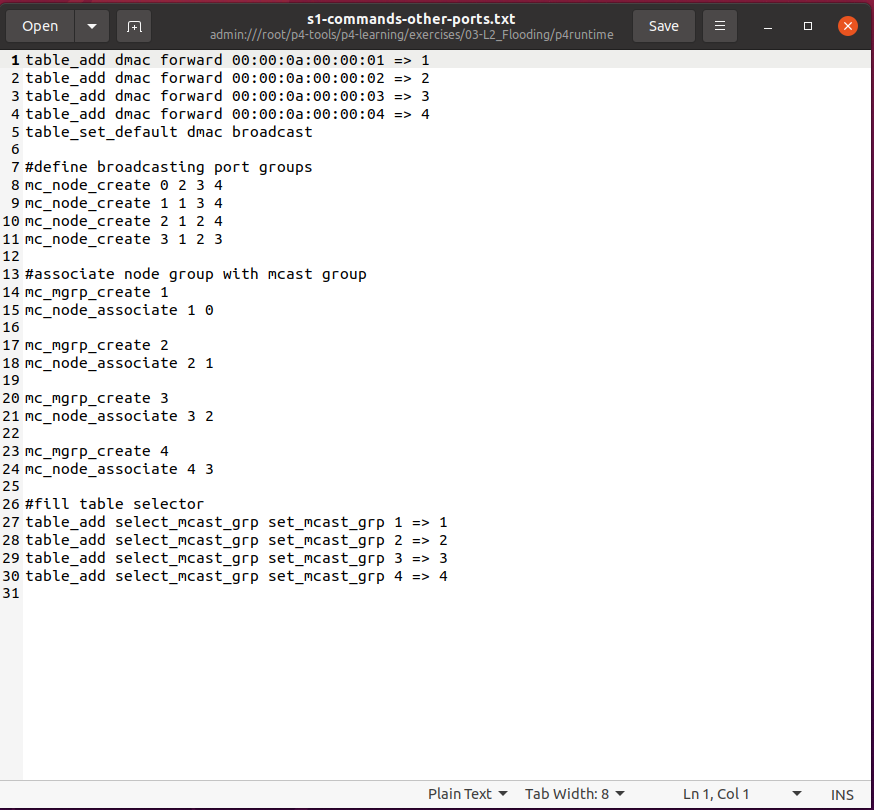 Open
s1-commands-other-ports.txt
admin:///root/p4-tools/p4-learning/exercises/03-L2_Flooding/p4runtime
Save
1 table_add dmac forward 00:00:0a:00:00:01 => 1
2 table_add dmac forward 00:00:0a:00:00:02 => 2
3 table_add dmac forward 00:00:0a:00:00:03 => 3
4 table_add dmac forward 00:00:0a:00:00:04 => 4
5 table_set_default dmac broadcast
6
7 #define broadcasting port groups
8 mc_node_create 0 2 3 4
9 mc_node_create 1 1 3 4
10 mc_node_create 2 1 2 4
11 mc_node_create 3 1 2 3
12
13 #associate node group with mcast group
14 mc_mgrp_create 1
15 mc_node_associate 1 0
16
17 mc_mgrp_create 2
18 mc_node_associate 2 1
19
20 mc_mgrp_create 3
21 mc_node_associate 3 2
22
23 mc_mgrp_create 4
24 mc_node_associate 4 3
25
26 #fill table selector
27 table_add select_mcast_grp set_mcast_grp 1 => 1
28 table_add select_mcast_grp set_mcast_grp 2 => 2
29 table_add select_mcast_grp set_mcast_grp 3 => 3
30 table_add select_mcast_grp set_mcast_grp 4 => 4
31
Plain Text Tab Width: 8 Ln 1, Col 1 INS